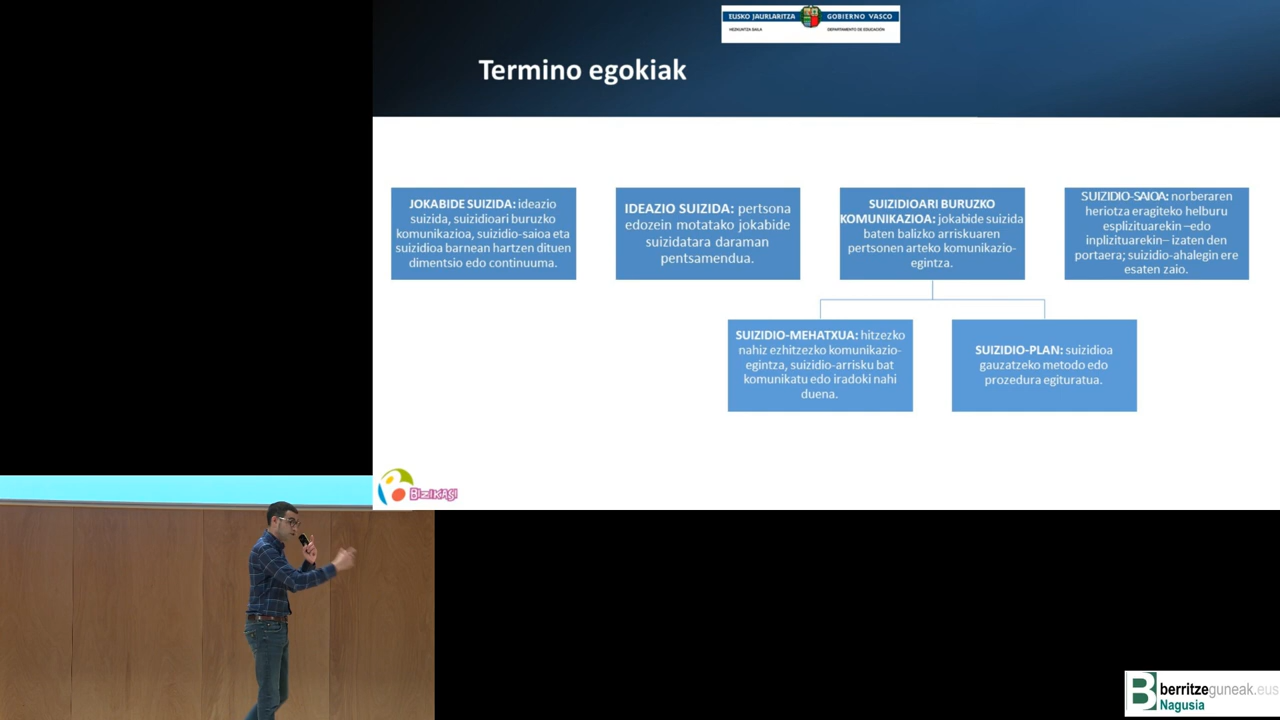 EUSKO JAURLARITZA
GOBIERNO VASCO
HEZKUNTZA SAILA
DEPARTAMENTO DE EDUCACIÓN
Termino egokiak
JOKABIDE SUIZIDA: ideazio
suizida, suizidioari buruzko
komunikazioa, suizidio-saioa eta
suizidioa barnean hartzen dituen
dimentsio edo continuuma.
IDEAZIO SUIZIDA: pertsona
edozein motatako jokabide
suizidatara daraman
pentsamendua.
SUIZIDIOARI BURUZKO
KOMUNIKAZIOA: jokabide suizida
baten balizko arriskuaren
pertsonen arteko komunikazio-
egintza.
SUIZIDIO-SAIOA: norberaren
heriotza eragiteko helburu
esplizituarekin –edo
inplizituarekin– izaten den
portaera; suizidio-ahalegin ere
esaten zaio.
SUIZIDIO-MEHATXUA: hitzezko
nahiz ezhitzezko komunikazio-
egintza, suizidio-arrisku bat
komunikatu edo iradoki nahi
duena.
SUIZIDIO-PLAN: suizidioa
gauzatzeko metodo edo
prozedura egituratua.
BIZIKASI
B berritzeguneak.eus
Nagusia